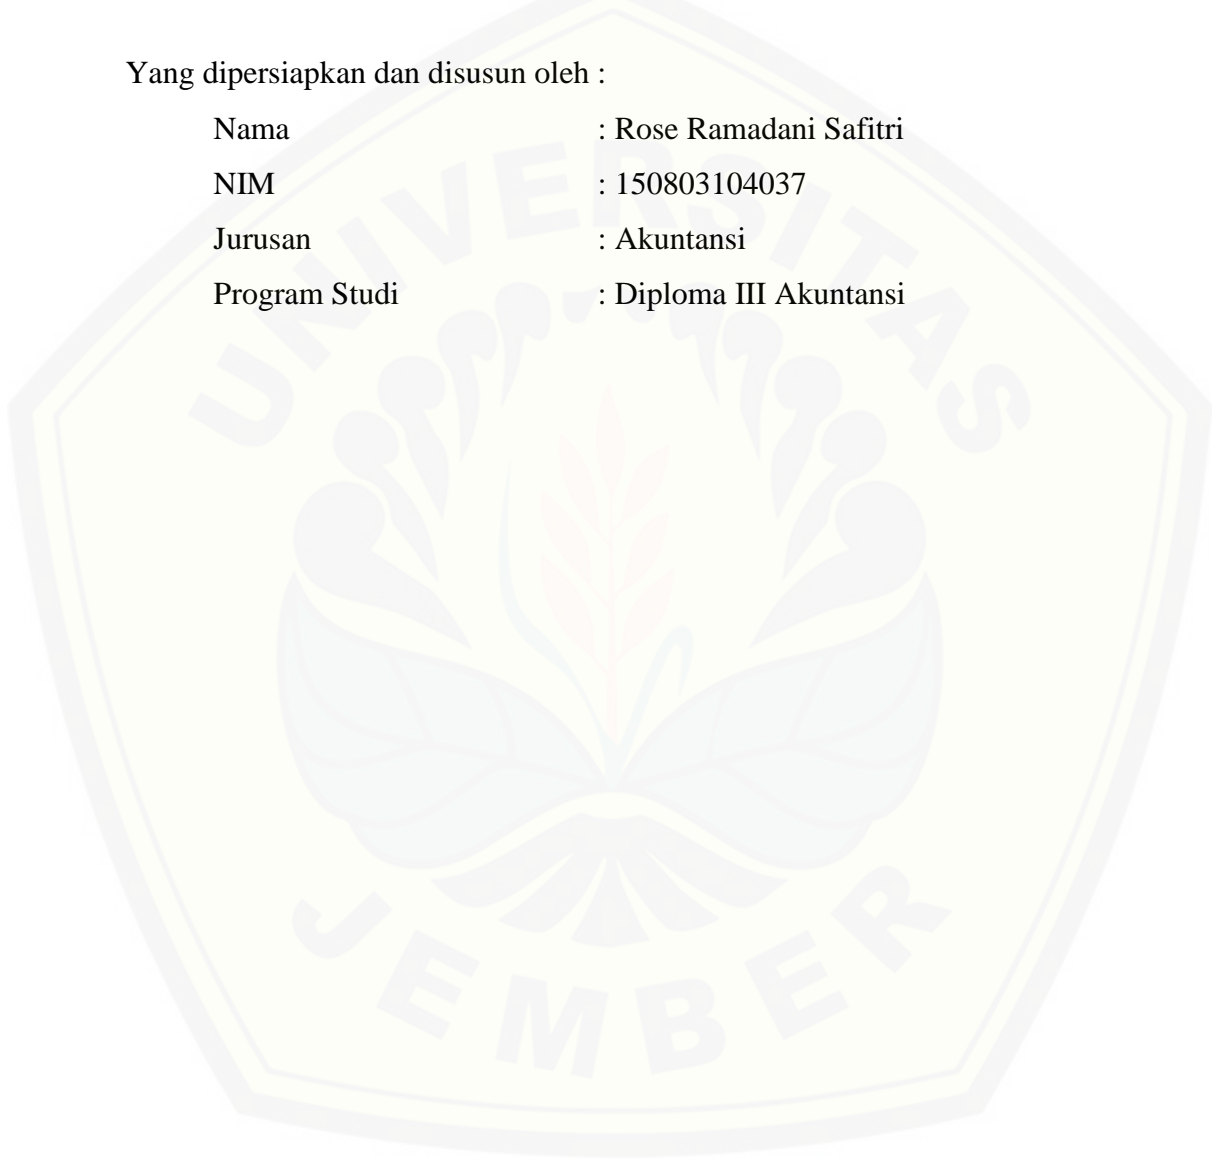 Yang dipersiapkan dan disusun oleh :
Nama : Rose Ramadani Safitri
NIM : 150803104037
Jurusan : Akuntansi
Program Studi : Diploma III Akuntansi
UNIVERSITAS
JEMBER